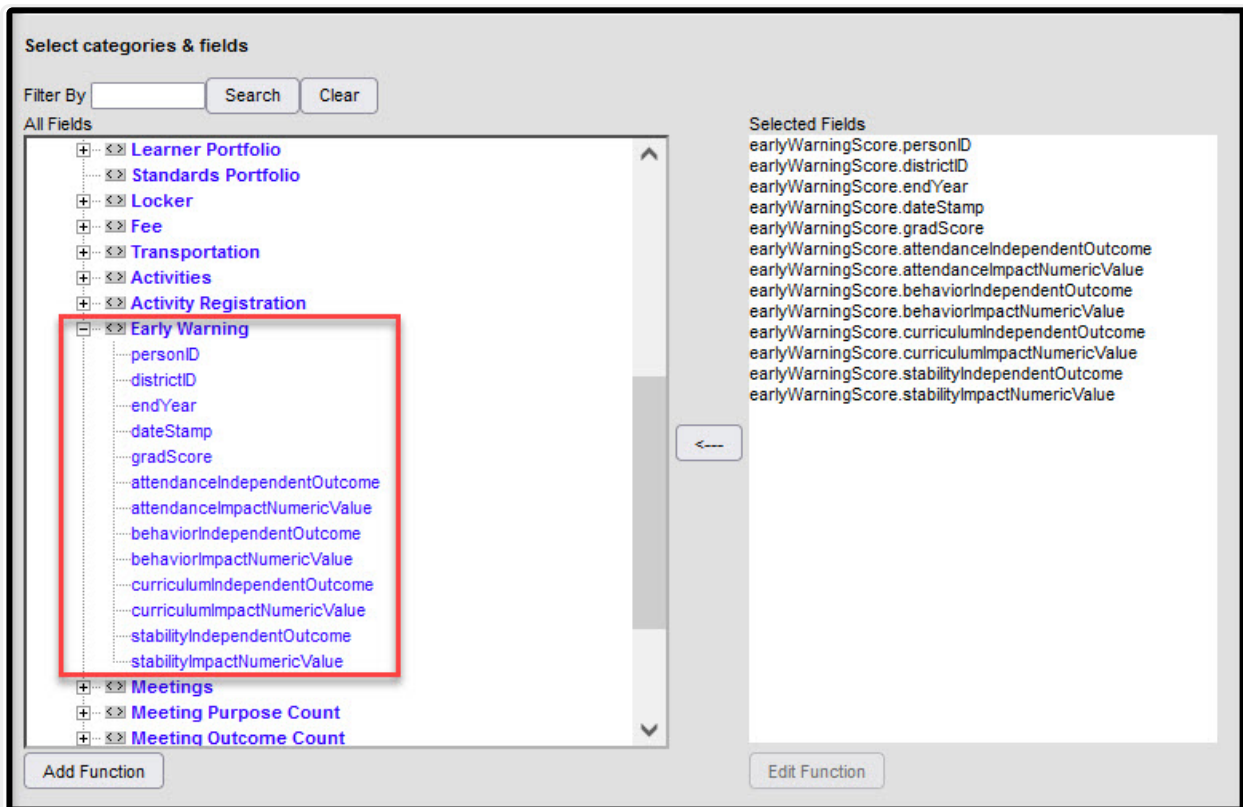 Select categories & fields
Filter By
Search
Clear
All Fields
Learner Portfolio
Standards Portfolio
Locker
Fee
Transportation
Activities
Activity Registration
Early Warning
personID
districtID
endYear
dateStamp
gradScore
attendanceIndependentOutcome
attendanceImpactNumericValue
behaviorIndependentOutcome
behaviorImpactNumericValue
curriculumIndependentOutcome
curriculumImpactNumericValue
stabilityIndependentOutcome
stabilityImpactNumericValue
Meetings
Meeting Purpose Count
Meeting Outcome Count
Add Function
<---
Selected Fields
earlyWarningScore.personID
earlyWarningScore.districtID
earlyWarningScore.endYear
earlyWarningScore.dateStamp
earlyWarningScore.gradScore
earlyWarningScore.attendanceIndependentOutcome
earlyWarningScore.attendanceImpactNumericValue
earlyWarningScore.behaviorIndependentOutcome
earlyWarningScore.behaviorImpactNumericValue
earlyWarningScore.curriculumIndependentOutcome
earlyWarningScore.curriculumImpactNumericValue
earlyWarningScore.stabilityIndependentOutcome
earlyWarningScore.stabilityImpactNumericValue
Edit Function